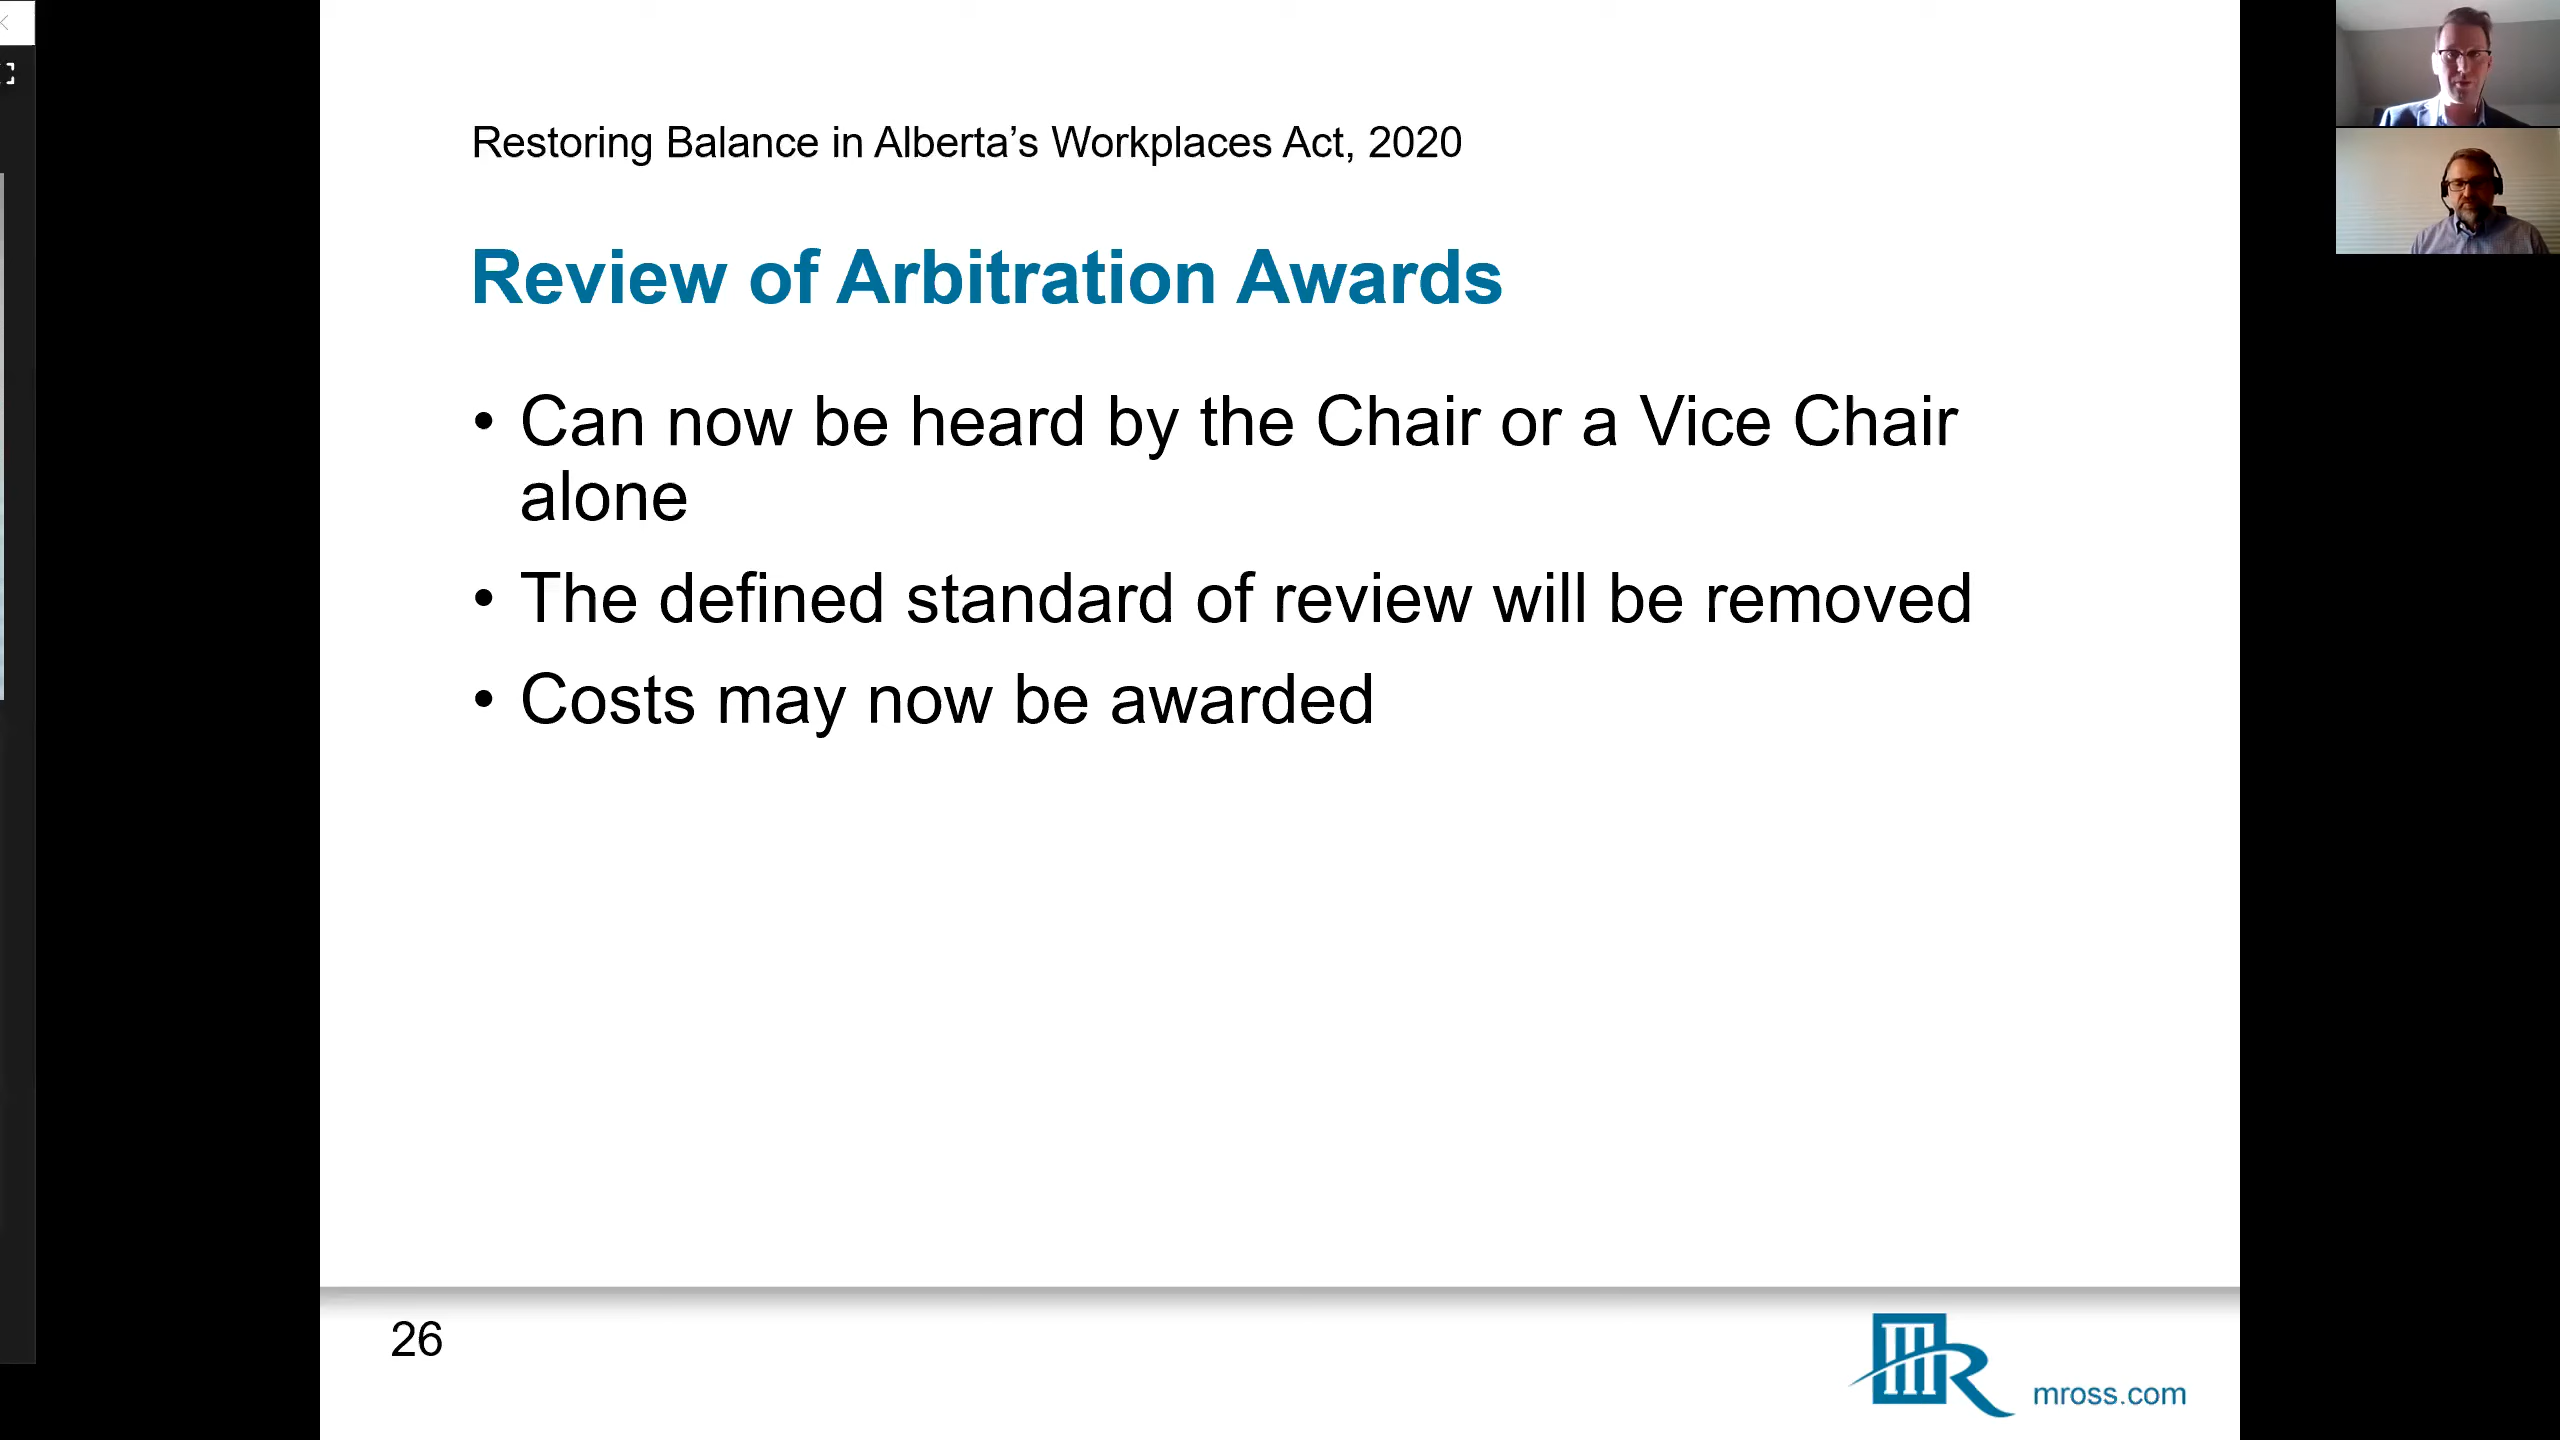 Restoring Balance in Alberta’s Workplaces Act, 2020
Review of Arbitration Awards
• Can now be heard by the Chair or a Vice Chair
alone
• The defined standard of review will be removed
• Costs may now be awarded
26
mross.com